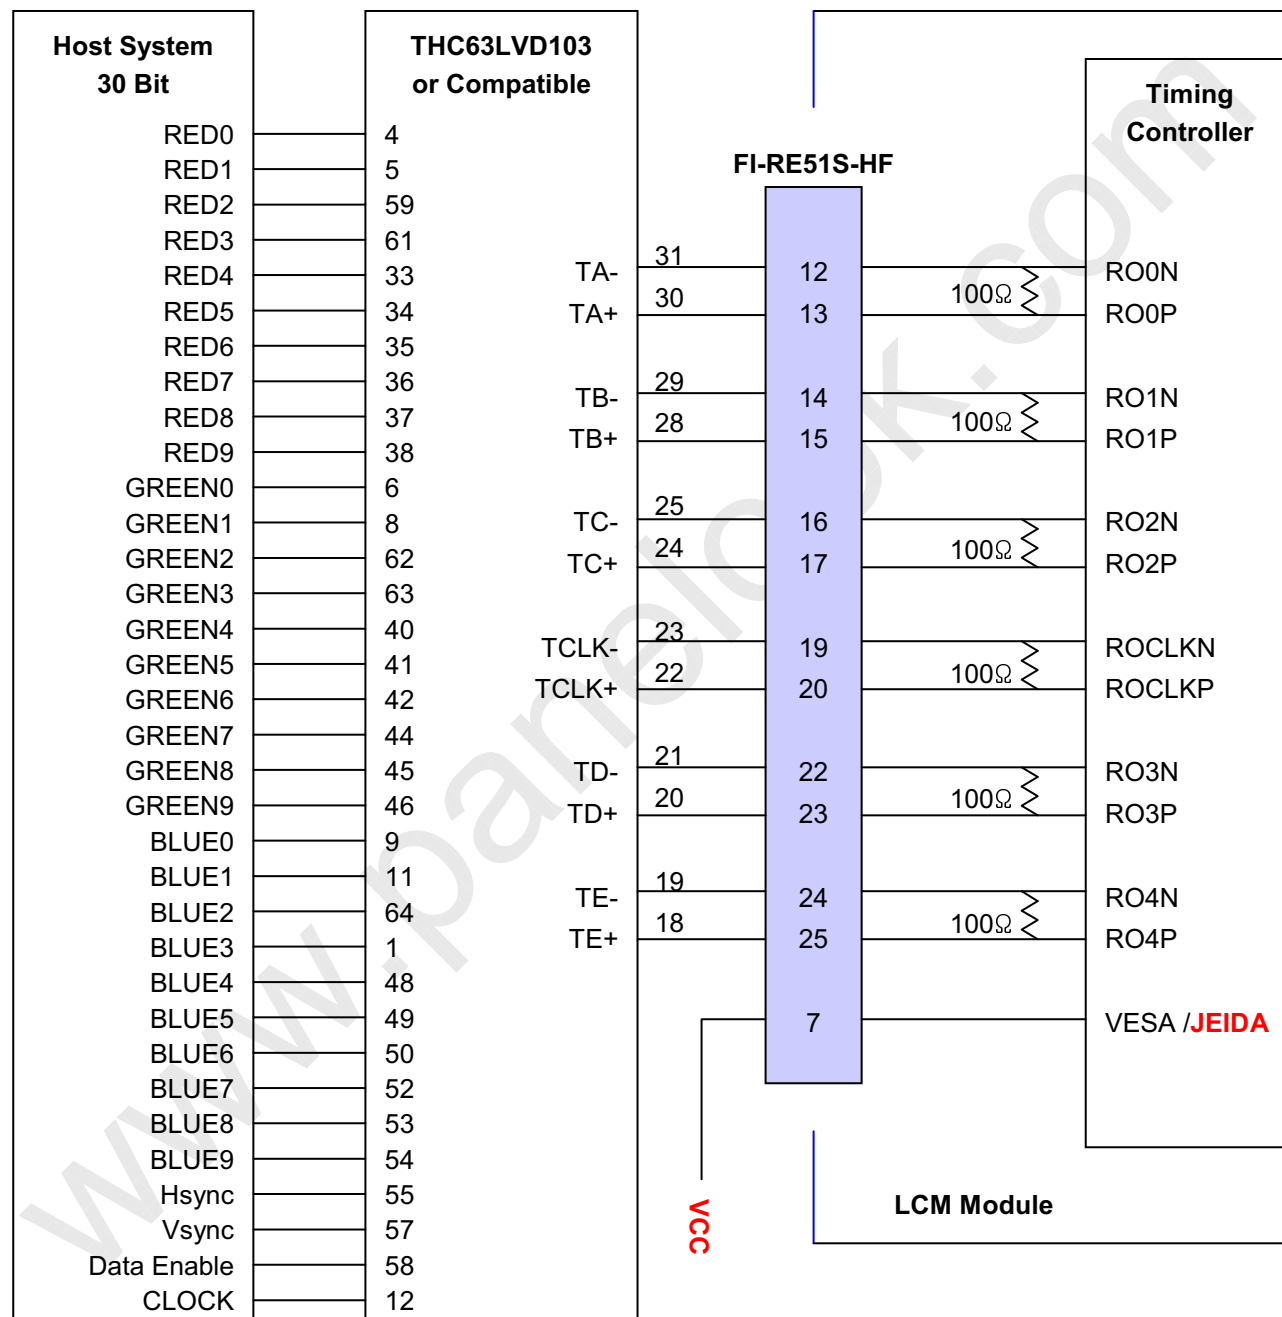 Host System
30 Bit
THC63LVD103
or Compatible
Timing
Controller
FI-RE51S-HF
RED0 4
RED1 5
RED2 59
RED3 61
RED4 33
RED5 34
RED6 35
RED7 36
RED8 37
RED9 38
GREEN0 6
GREEN1 8
GREEN2 62
GREEN3 63
GREEN4 40
GREEN5 41
GREEN6 42
GREEN7 44
GREEN8 45
GREEN9 46
BLUE0 9
BLUE1 11
BLUE2 64
BLUE3 1
BLUE4 48
BLUE5 49
BLUE6 50
BLUE7 52
BLUE8 53
BLUE9 54
Hsync 55
Vsync 57
Data Enable 58
CLOCK 12
TA- 31 12 RO0N
100Ω
TA+ 30 13 RO0P
TB- 29 14 RO1N
100Ω
TB+ 28 15 RO1P
TC- 25 16 RO2N
100Ω
TC+ 24 17 RO2P
TCLK- 23 19 ROCLKN
100Ω
TCLK+ 22 20 ROCLKP
TD- 21 22 RO3N
100Ω
TD+ 20 23 RO3P
TE- 19 24 RO4N
100Ω
TE+ 18 25 RO4P
7 VESA /JEIDA
VCC
LCM Module
www.panelook.com